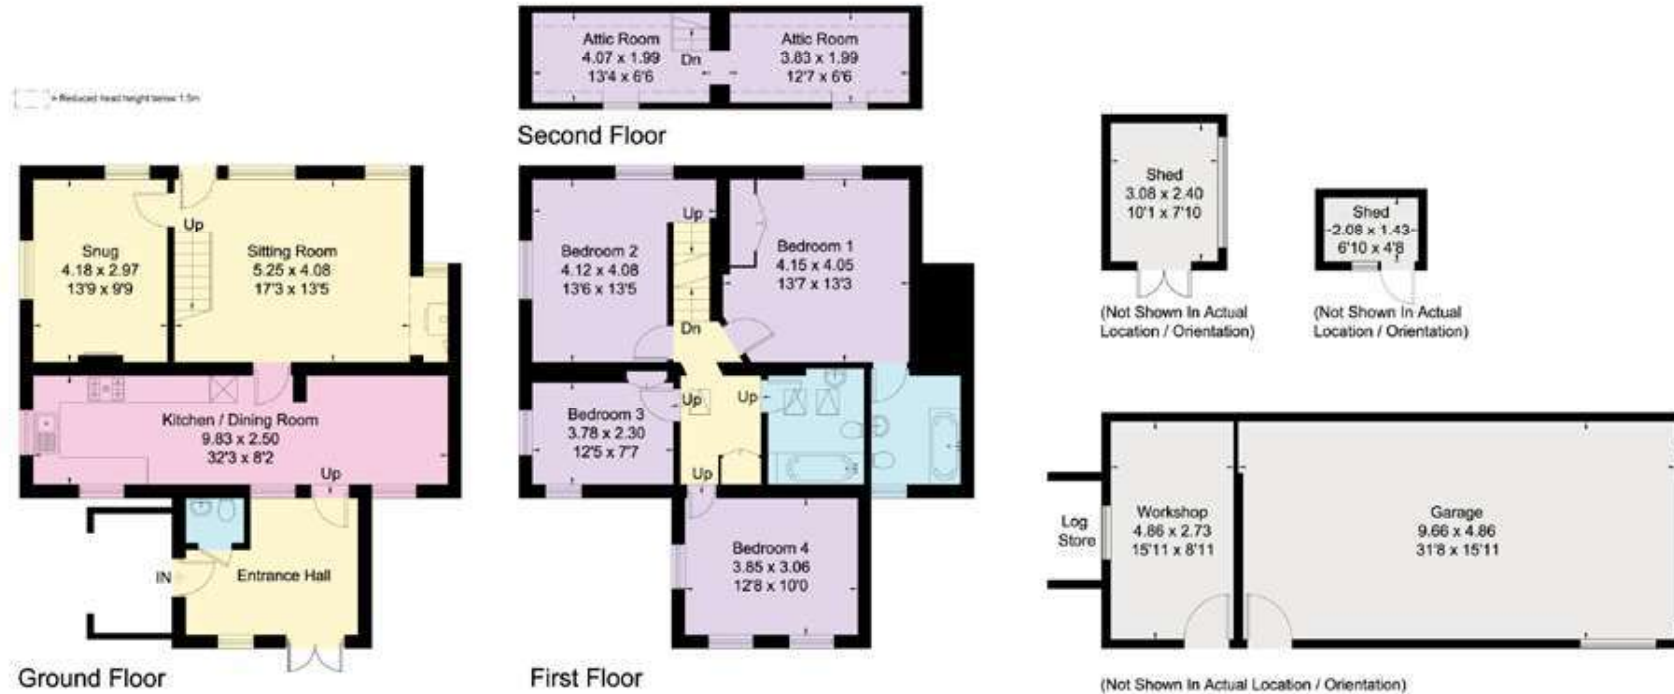 = Reduced head height below 1.5m
Attic Room
4.07 x 1.99
13'4 x 6'6
Dn
Attic Room
3.83 x 1.99
12'7 x 6'6
Second Floor
Up
Snug
4.18 x 2.97
13'9 x 9'9
Sitting Room
5.25 x 4.08
17'3 x 13'5
Kitchen / Dining Room
9.83 x 2.50
32'3 x 8'2
Up
IN
Entrance Hall
Ground Floor
Up
Bedroom 2
4.12 x 4.08
13'6 x 13'5
Bedroom 1
4.15 x 4.05
13'7 x 13'3
Dn
Bedroom 3
3.78 x 2.30
12'5 x 7'7
Up
Up
Up
Bedroom 4
3.85 x 3.06
12'8 x 10'0
First Floor
Shed
3.08 x 2.40
10'1 x 7'10
(Not Shown In Actual
Location / Orientation)
Shed
2.08 x 1.43
6'10 x 4'8
(Not Shown In Actual
Location / Orientation)
Log
Store
Workshop
4.86 x 2.73
15'11 x 8'11
Garage
9.66 x 4.86
31'8 x 15'11
(Not Shown In Actual Location / Orientation)